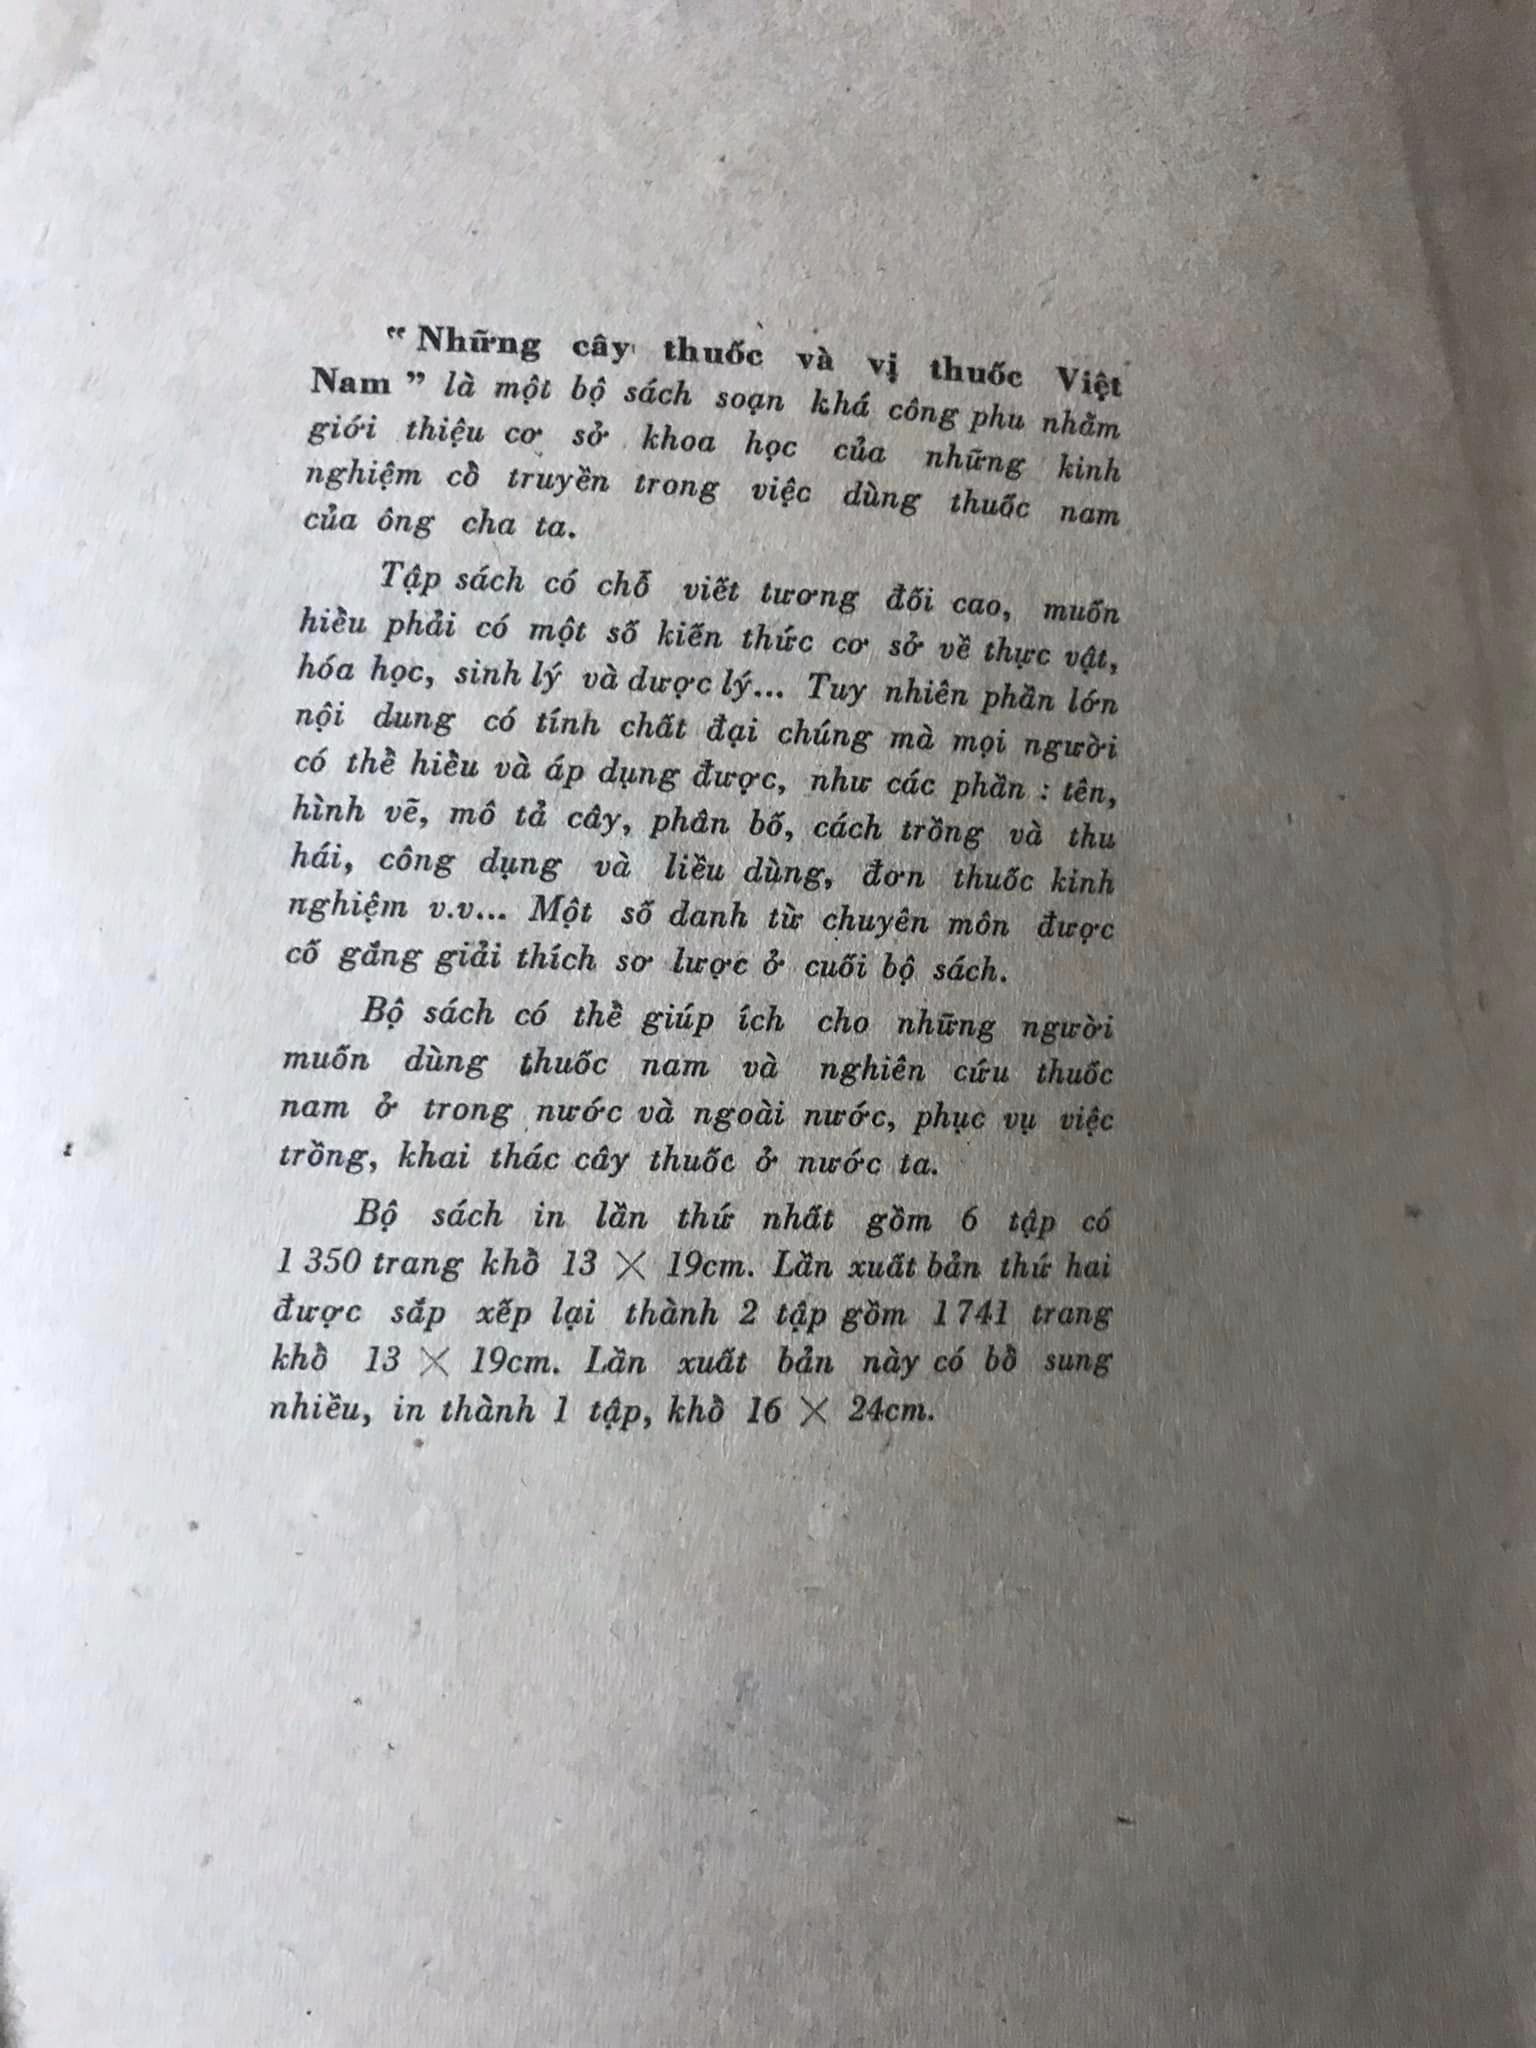 “ Những cây thuốc và vị thuốc Việt
Nam ” là một bộ sách soạn khá công phu nhằm
giới thiệu cơ sở khoa học của những kinh
nghiệm cổ truyền trong việc dùng thuốc nam
của ông cha ta.
Tập sách có chỗ viết tương đối cao, muốn
hiểu phải có một số kiến thức cơ sở về thực vật,
hóa học, sinh lý và dược lý... Tuy nhiên phần lớn
nội dung có tính chất đại chúng mà mọi người
có thể hiểu và áp dụng được, như các phần : tên,
hình vẽ, mô tả cây, phân bố, cách trồng và thu
hái, công dụng và liều dùng, đơn thuốc kinh
nghiệm v.v... Một số danh từ chuyên môn được
cố gắng giải thích sơ lược ở cuối bộ sách.
Bộ sách có thể giúp ích cho những người
muốn dùng thuốc nam và nghiên cứu thuốc
nam ở trong nước và ngoài nước, phục vụ việc
trồng, khai thác cây thuốc ở nước ta.
Bộ sách in lần thứ nhất gồm 6 tập có
1 350 trang khổ 13 × 19cm. Lần xuất bản thứ hai
được sắp xếp lại thành 2 tập gồm 1 741 trang
khổ 13 × 19cm. Lần xuất bản này có bổ sung
nhiều, in thành 1 tập, khổ 16 × 24cm.